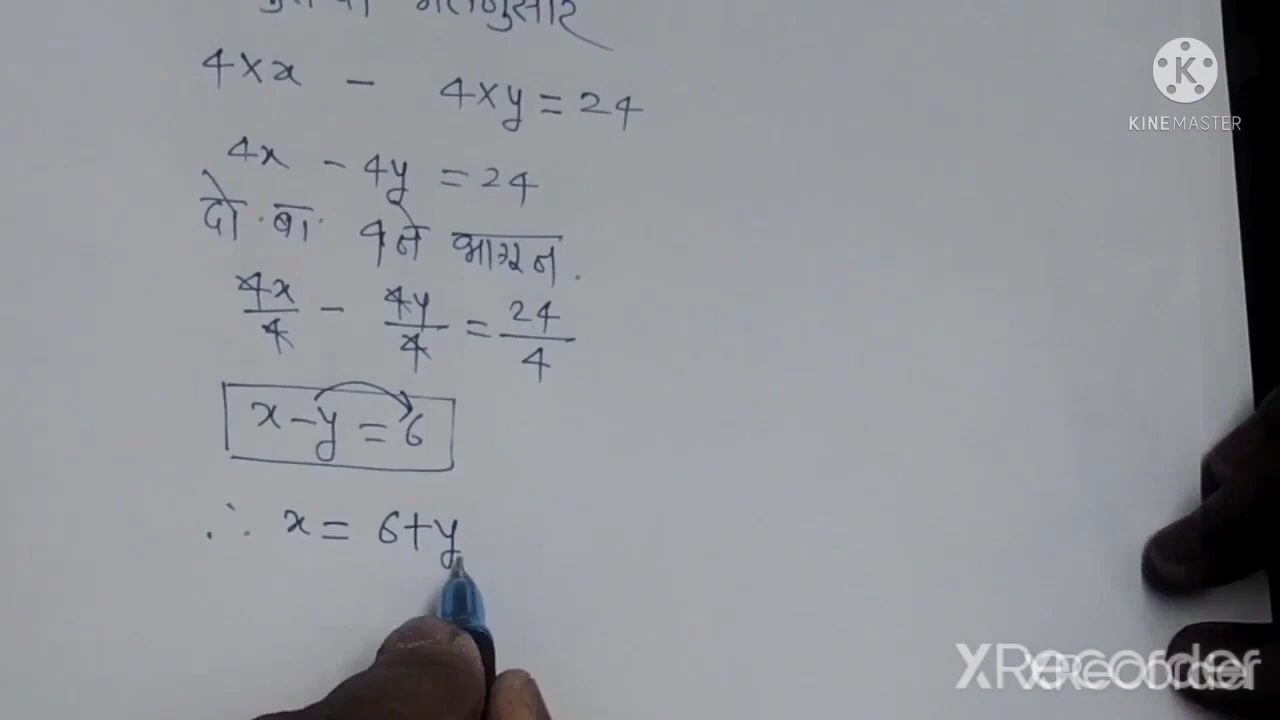 4×x - 4×y = 24
4x - 4y = 24
दो. बा. 4 ने
4x/4 - 4y/4 = 24/4
x - y = 6
∴ x = 6+y
K
KINEMASTER
XRecorder